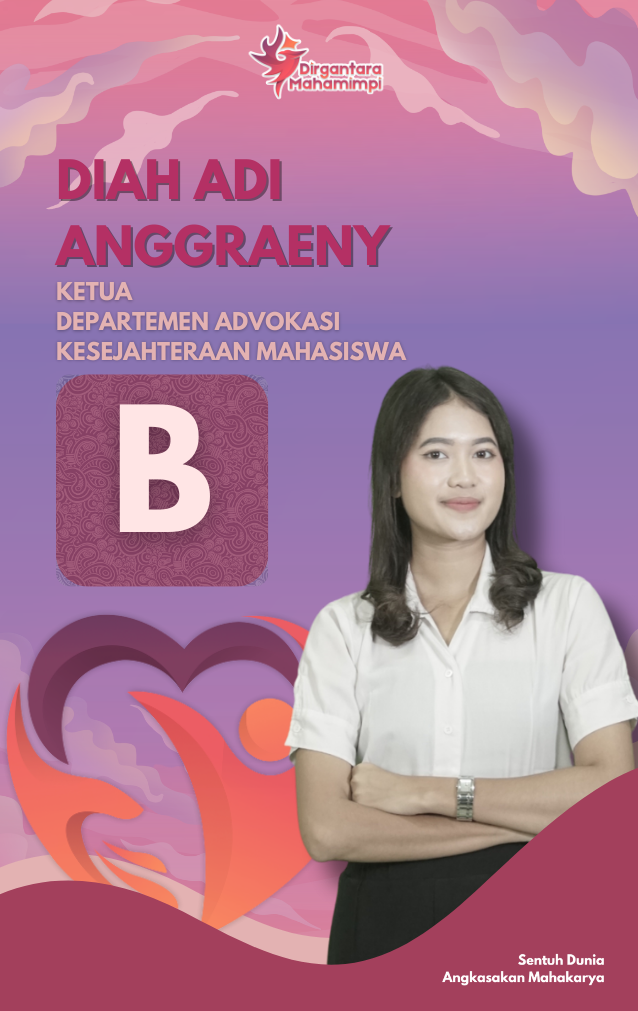 Dirgantara
Mahamimpi
DIAH ADI
ANGGRAENY
KETUA
DEPARTEMEN ADVOKASI
KESEJAHTERAAN MAHASISWA
B
Sentuh Dunia
Angkasakan Mahakarya